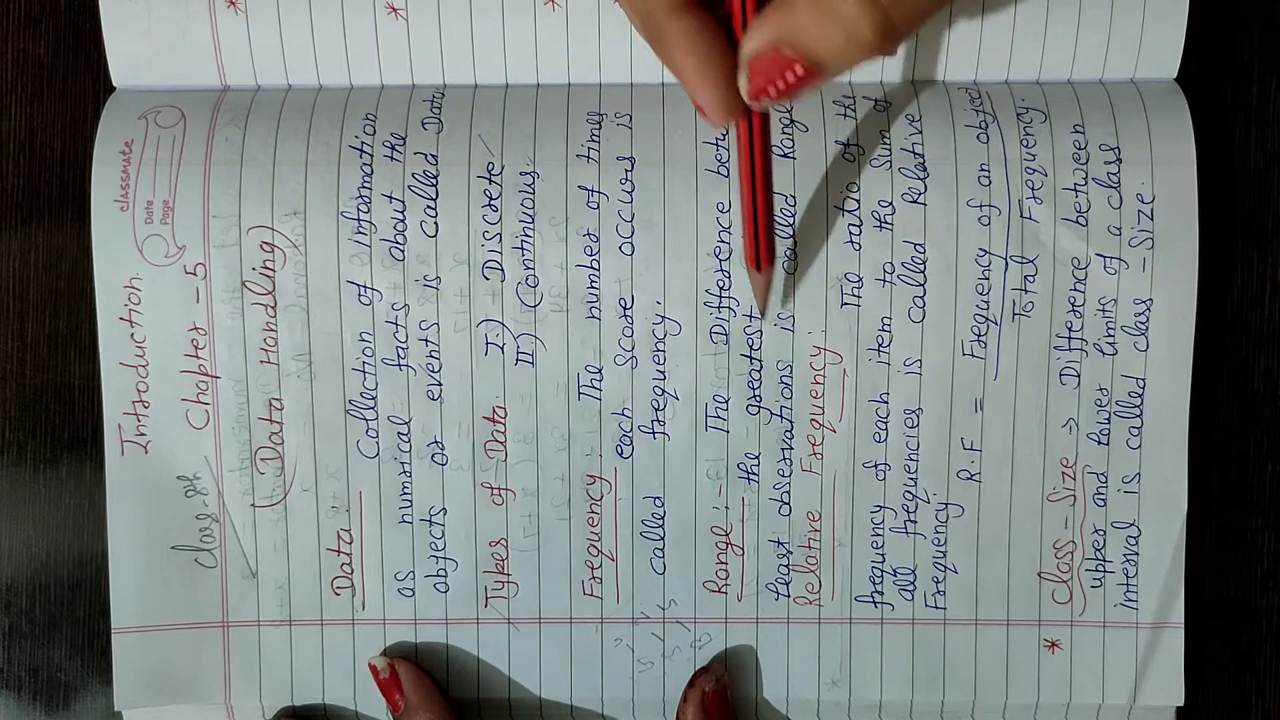 classmate
Date
Page
Introduction.
Class-8th Chapter - 5
(Data Handling)
Data: Collection of information
as numrical facts about the
objects or events is called Data
Types of Data. I.) Discrete
II.) Continuous.
Frequency: The number of times
each score occurs is
called frequency.
Range:- The Difference
the greatest
Least observations is called Range
Relative Frequency:
The ratio of the
frequency of each item to the Sum of
all frequencies is called Relative
Frequency
R.F = Frequency of an object
Total Frequency.
* Class-Size → Difference between
upper and Lower limits of a class
interval is called class-Size.